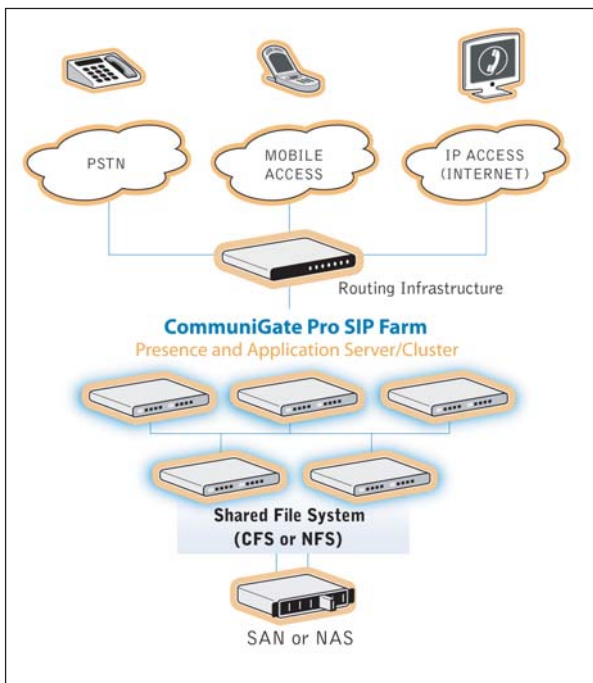 PSTN
MOBILE
ACCESS
IP ACCESS
(INTERNET)
Routing Infrastructure
CommuniGate Pro SIP Farm
Presence and Application Server/Cluster
Shared File System
(CFS or NFS)
SAN or NAS